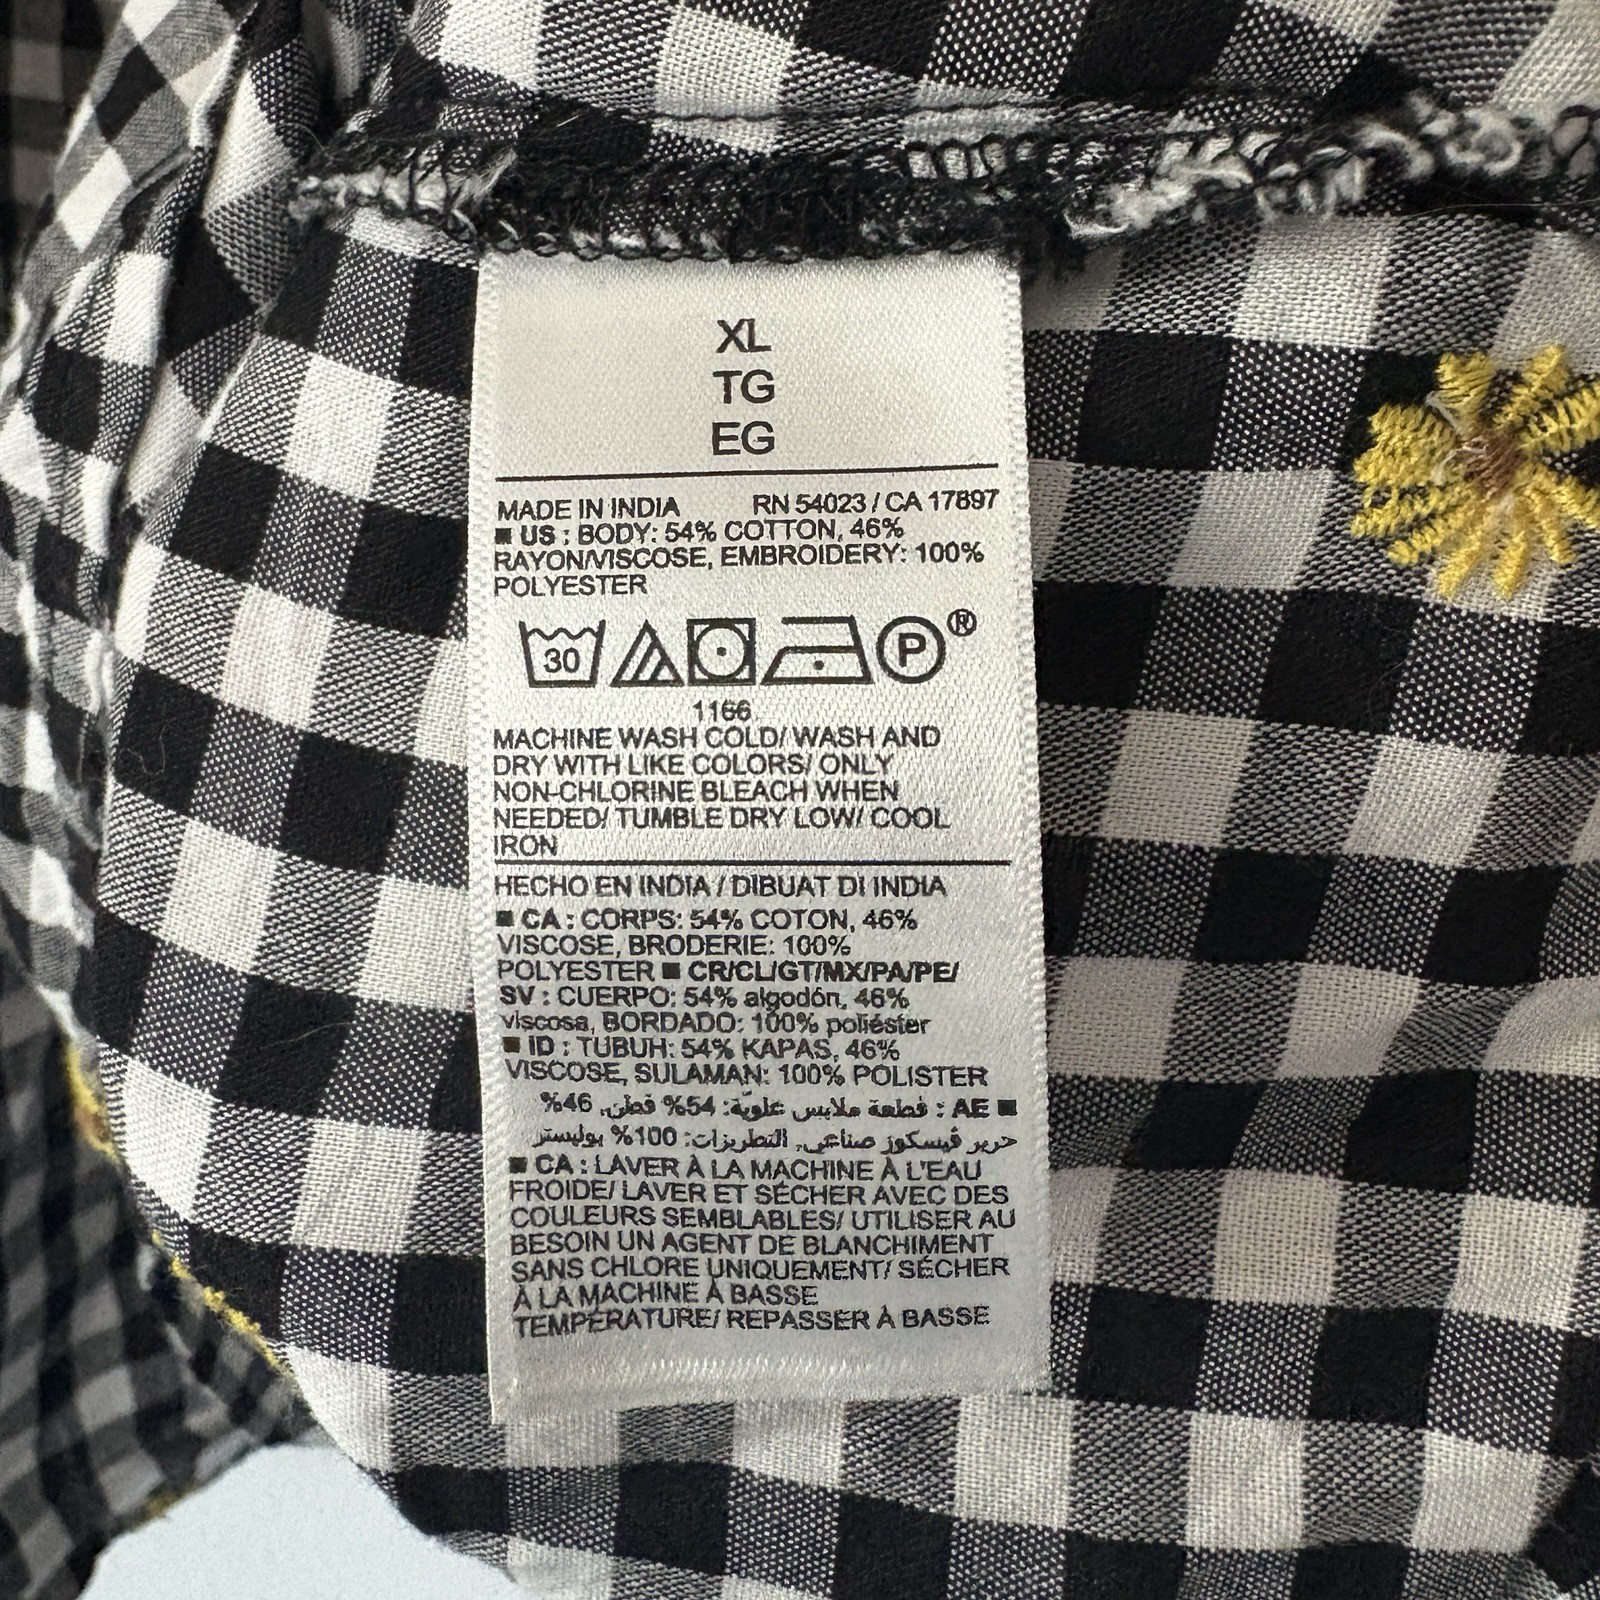 XL
TG
EG
MADE IN INDIA RN 54023 / CA 17897
■ US : BODY: 54% COTTON, 46%
RAYON/VISCOSE, EMBROIDERY: 100%
POLYESTER
30 P®
1166
MACHINE WASH COLD/ WASH AND
DRY WITH LIKE COLORS/ ONLY
NON-CHLORINE BLEACH WHEN
NEEDED/ TUMBLE DRY LOW/ COOL
IRON
HECHO EN INDIA / DIBUAT DI INDIA
■ CA : CORPS: 54% COTON, 46%
VISCOSE, BRODERIE: 100%
POLYESTER ■ CR/CL/GT/MX/PA/PE/
SV : CUERPO: 54% algodón, 46%
viscosa, BORDADO: 100% poliéster
■ ID : TUBUH: 54% KAPAS, 46%
VISCOSE, SULAMAN: 100% POLISTER
■ AE : قطعة ملابس علويّة: 54% قطن، 46%
حرير ڤيسكوز صناعي، التطريزات: 100% بوليستر
■ CA : LAVER À LA MACHINE À L'EAU
FROIDE/ LAVER ET SÉCHER AVEC DES
COULEURS SEMBLABLES/ UTILISER AU
BESOIN UN AGENT DE BLANCHIMENT
SANS CHLORE UNIQUEMENT/ SÉCHER
À LA MACHINE À BASSE
TEMPÉRATURE/ REPASSER À BASSE